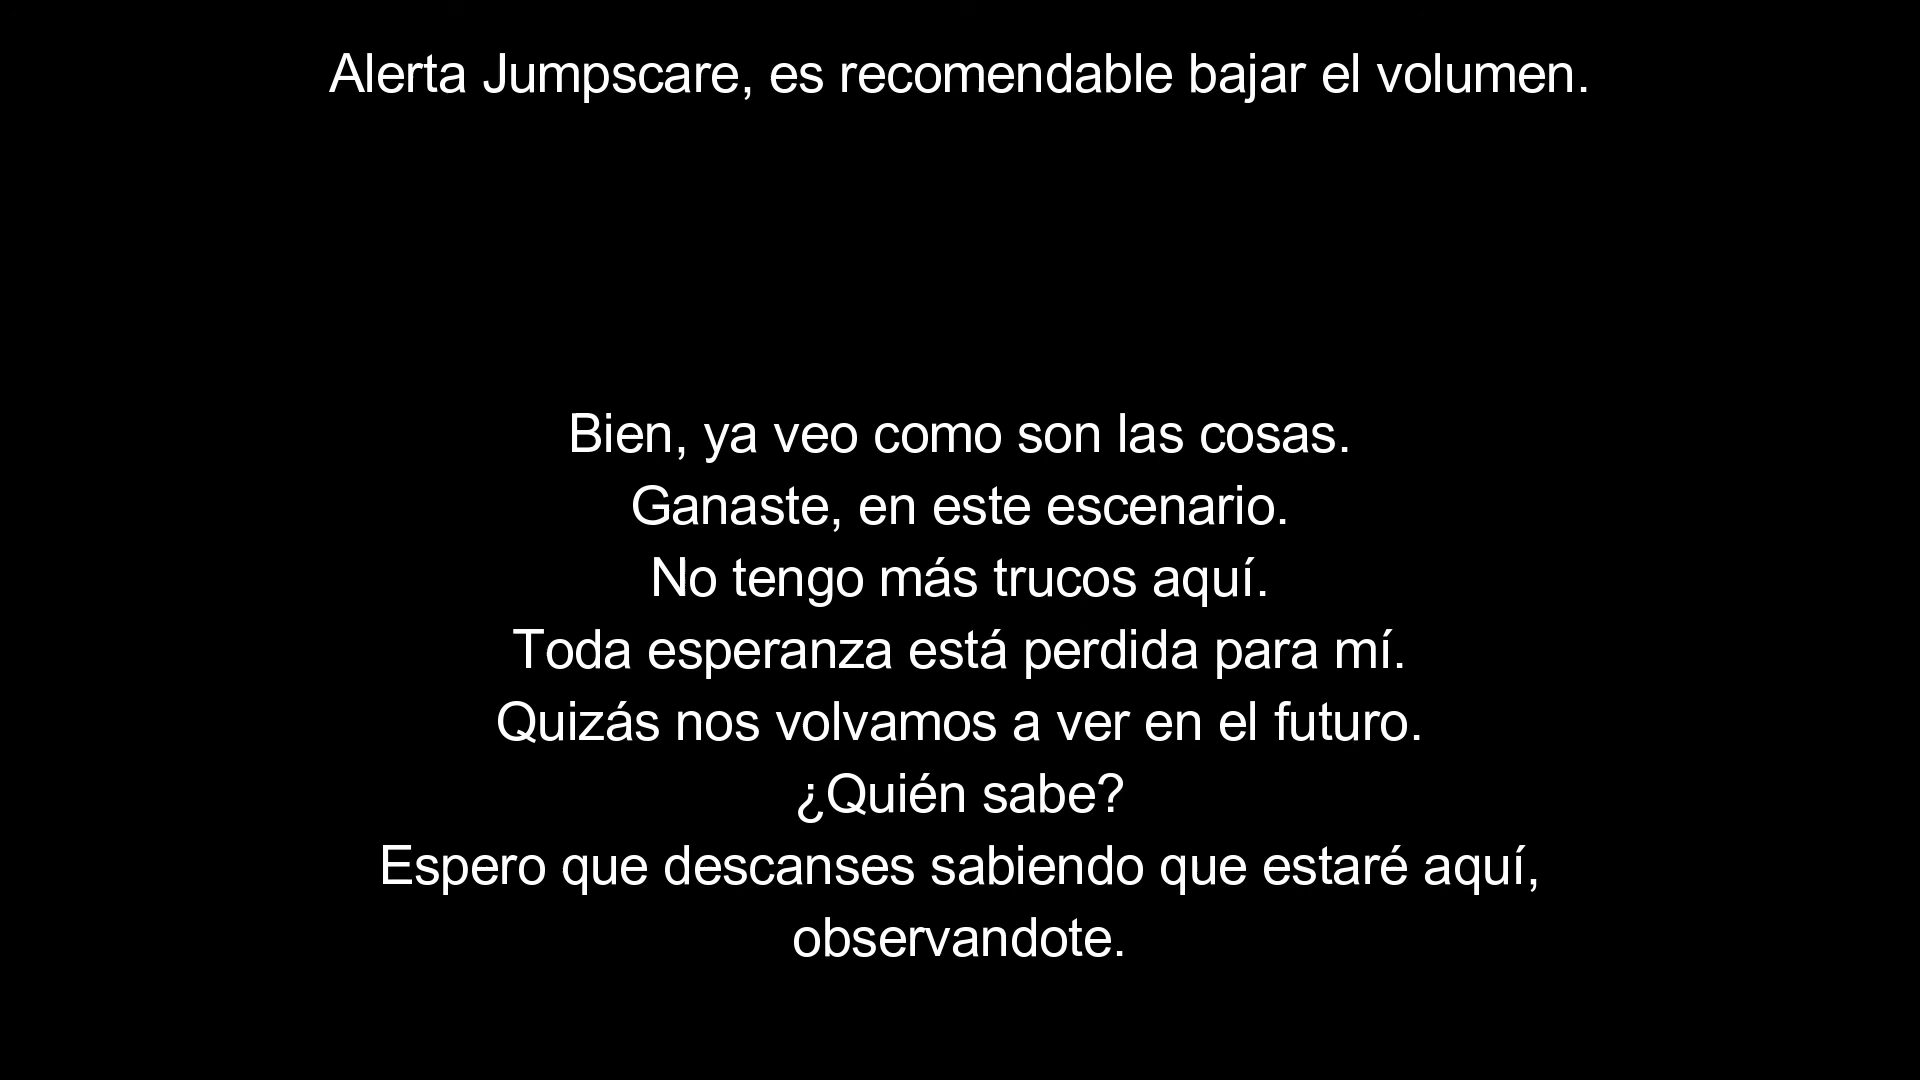 Alerta Jumpscare, es recomendable bajar el volumen.
Bien, ya veo como son las cosas.
Ganaste, en este escenario.
No tengo más trucos aquí.
Toda esperanza está perdida para mí.
Quizás nos volvamos a ver en el futuro.
¿Quién sabe?
Espero que descanses sabiendo que estaré aquí,
observandote.